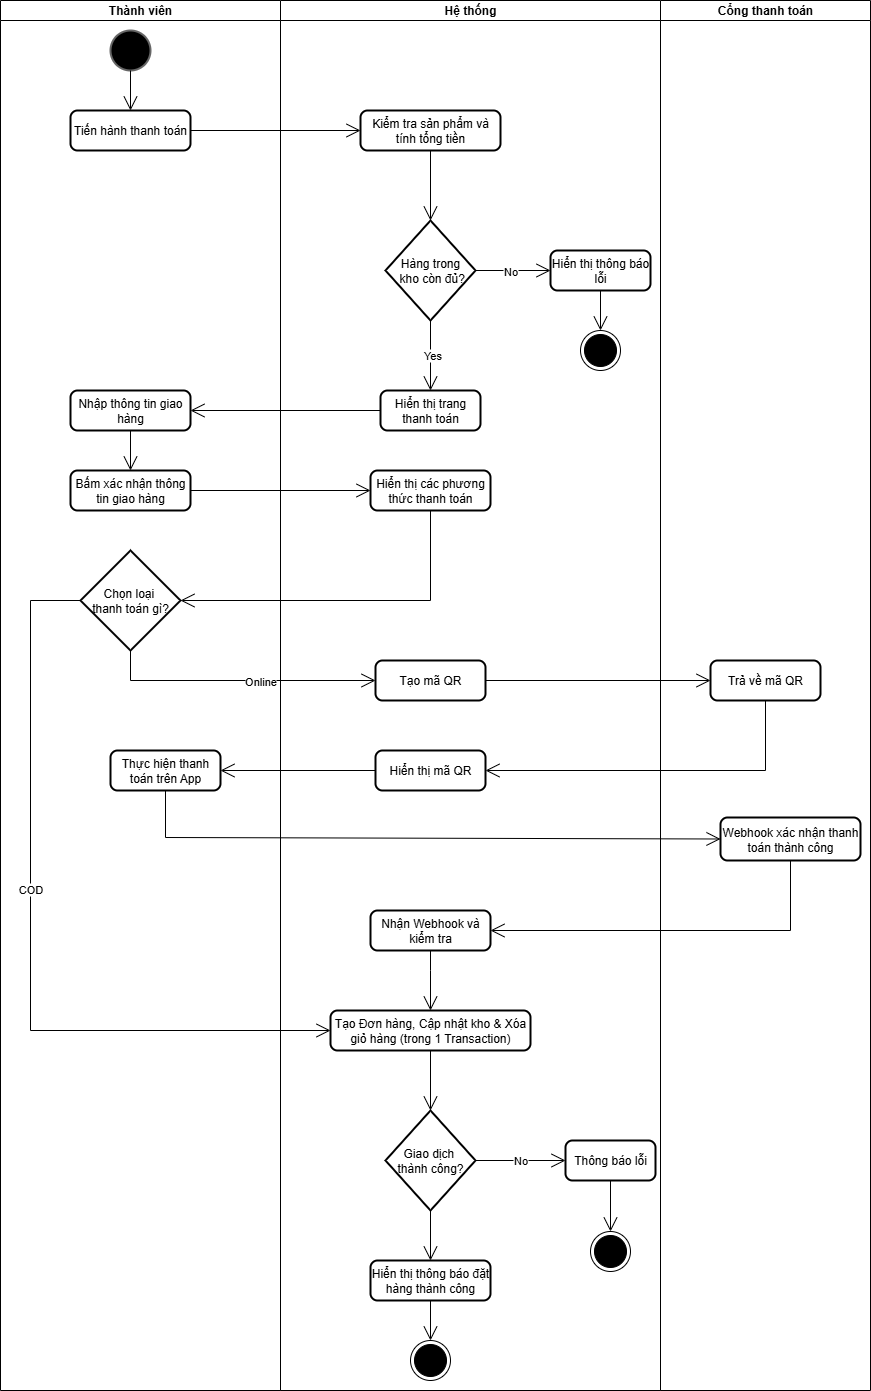 Thành viên
Hệ thống
Cổng thanh toán
Tiến hành thanh toán
Kiểm tra sản phẩm và
tính tổng tiền
Hàng trong
kho còn đủ?
No
Hiển thị thông báo
lỗi
Yes
Nhập thông tin giao
hàng
Hiển thị trang
thanh toán
Bấm xác nhận thông
tin giao hàng
Hiển thị các phương
thức thanh toán
Chọn loại
thanh toán gì?
Online
Tạo mã QR
Trả về mã QR
Thực hiện thanh
toán trên App
Hiển thị mã QR
Webhook xác nhận thanh
toán thành công
COD
Nhận Webhook và
kiểm tra
Tạo Đơn hàng, Cập nhật kho & Xóa
giỏ hàng (trong 1 Transaction)
Giao dịch
thành công?
No
Thông báo lỗi
Hiển thị thông báo đặt
hàng thành công